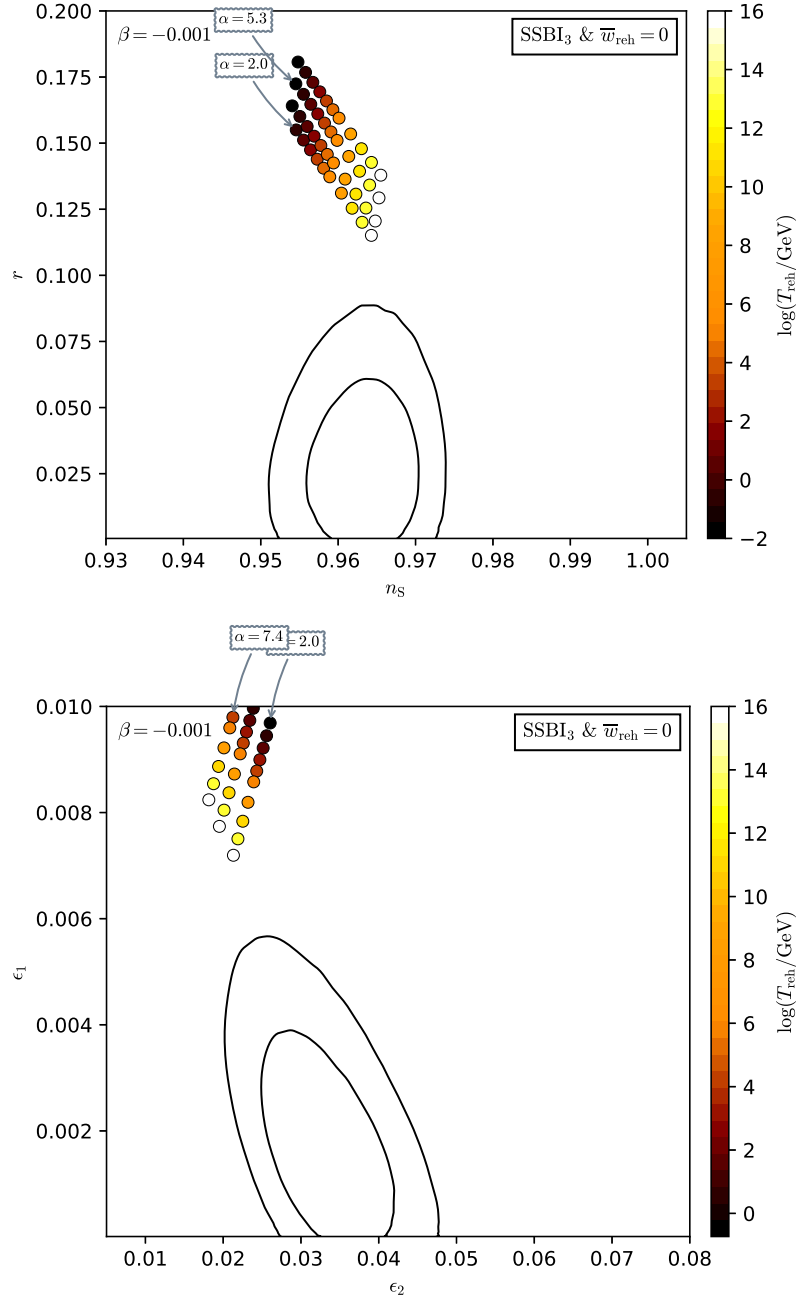 α = 5.3
0.200
β = −0.001
SSBI₃ & w̅reh = 0
α = 2.0
0.175
0.150
0.125
0.100
0.075
0.050
0.025
r
0.93 0.94 0.95 0.96 0.97 0.98 0.99 1.00
nS
16
14
12
10
8
6
4
2
0
−2
log(Treh/GeV)
α = 7.4
= 2.0
0.010
β = −0.001
SSBI₃ & w̅reh = 0
0.008
0.006
0.004
0.002
ϵ₁
0.01 0.02 0.03 0.04 0.05 0.06 0.07 0.08
ϵ₂
16
14
12
10
8
6
4
2
0
log(Treh/GeV)